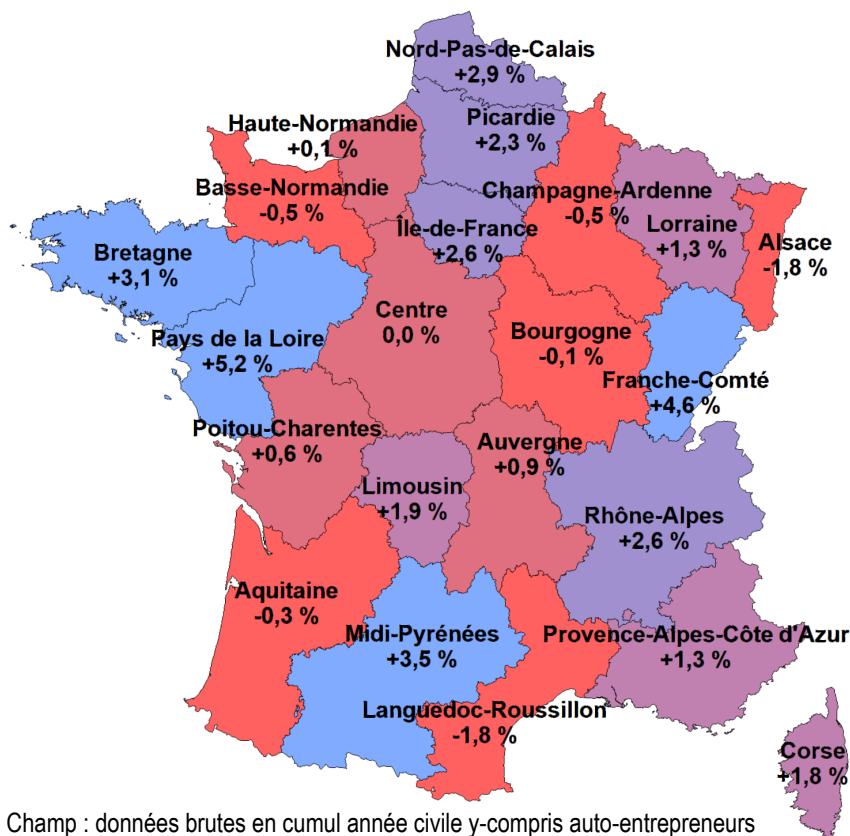 Nord-Pas-de-Calais
+2,9 %
Haute-Normandie
+0,1 %
Picardie
+2,3 %
Basse-Normandie
-0,5 %
Champagne-Ardenne
-0,5 %
Lorraine
+1,3 %
Alsace
-1,8 %
Île-de-France
+2,6 %
Bretagne
+3,1 %
Pays de la Loire
+5,2 %
Centre
0,0 %
Bourgogne
-0,1 %
Franche-Comté
+4,6 %
Poitou-Charentes
+0,6 %
Auvergne
+0,9 %
Limousin
+1,9 %
Rhône-Alpes
+2,6 %
Aquitaine
-0,3 %
Midi-Pyrénées
+3,5 %
Provence-Alpes-Côte d'Azur
+1,3 %
Languedoc-Roussillon
-1,8 %
Corse
+1,8 %
Champ : données brutes en cumul année civile y-compris auto-entrepreneurs